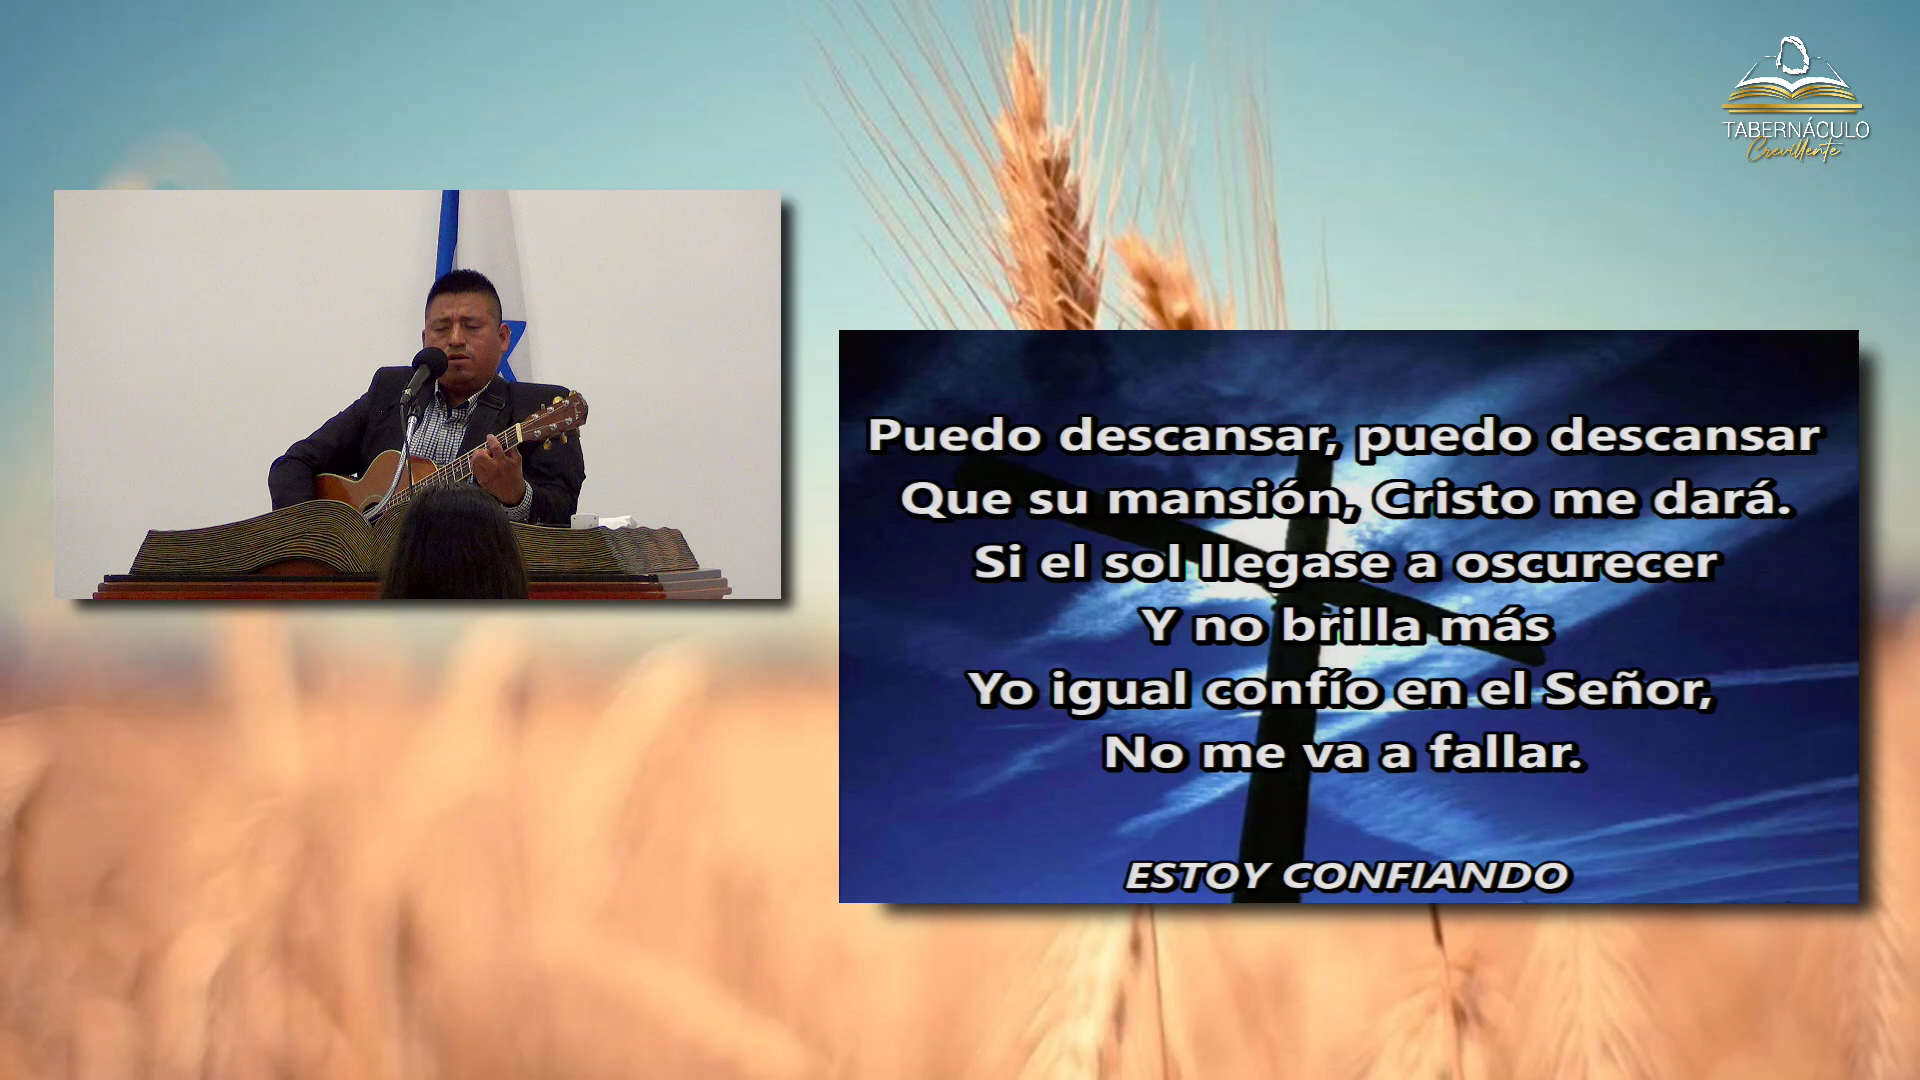 TABERNÁCULO
Crevillente
Puedo descansar, puedo descansar
Que su mansión, Cristo me dará.
Si el sol llegase a oscurecer
Y no brilla más
Yo igual confío en el Señor,
No me va a fallar.
ESTOY CONFIANDO